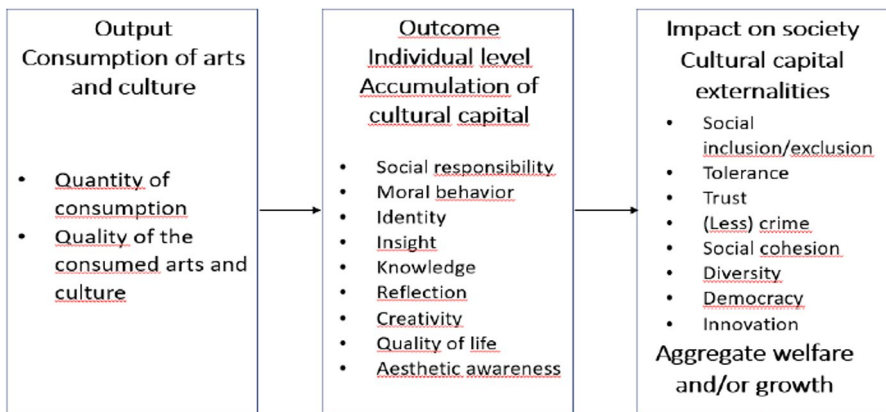 Output
Consumption of arts
and culture
• Quantity of
consumption
• Quality of the
consumed arts and
culture
Outcome
Individual level
Accumulation of
cultural capital
• Social responsibility
• Moral behavior
• Identity
• Insight
• Knowledge
• Reflection
• Creativity
• Quality of life
• Aesthetic awareness
Impact on society
Cultural capital
externalities
• Social
inclusion/exclusion
• Tolerance
• Trust
• (Less) crime
• Social cohesion
• Diversity
• Democracy
• Innovation
Aggregate welfare
and/or growth